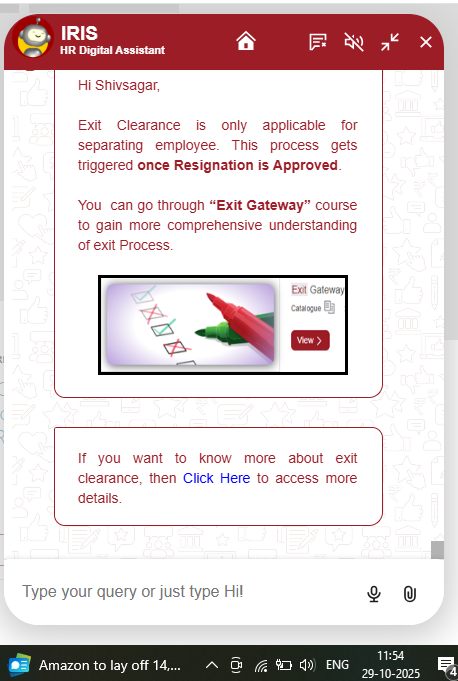 IRIS
HR Digital Assistant
Hi Shivsagar,
Exit Clearance is only applicable for
separating employee. This process gets
triggered once Resignation is Approved.
You can go through “Exit Gateway” course
to gain more comprehensive understanding
of exit Process.
Exit Gateway
Catalogue
View >
If you want to know more about exit
clearance, then Click Here to access more
details.
Type your query or just type Hi!
Amazon to lay off 14,...
ENG
11:54
29-10-2025
4